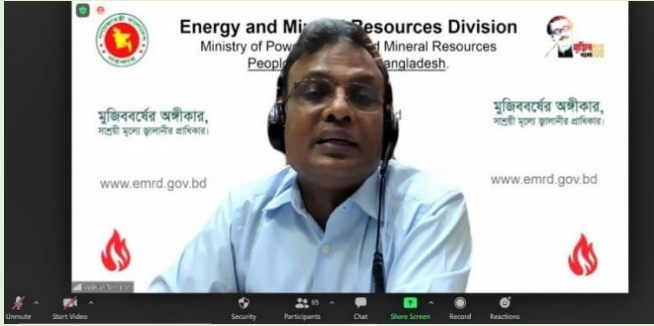 Energy and Mi Resources Division
Ministry of Pow d Mineral Resources
Peopl angladesh.
মুজিববর্ষের অঙ্গীকার,
সাশ্রয়ী মূল্যে জ্বালানীর প্রাধিকার।
মুজিববর্ষের অঙ্গীকার,
সাশ্রয়ী মূল্যে জ্বালানীর প্রাধিকার।
www.emrd.gov.bd
www.emrd.gov.bd
Unmute
Start Video
Security
Participants
65
Chat
Share Screen
Record
Reactions